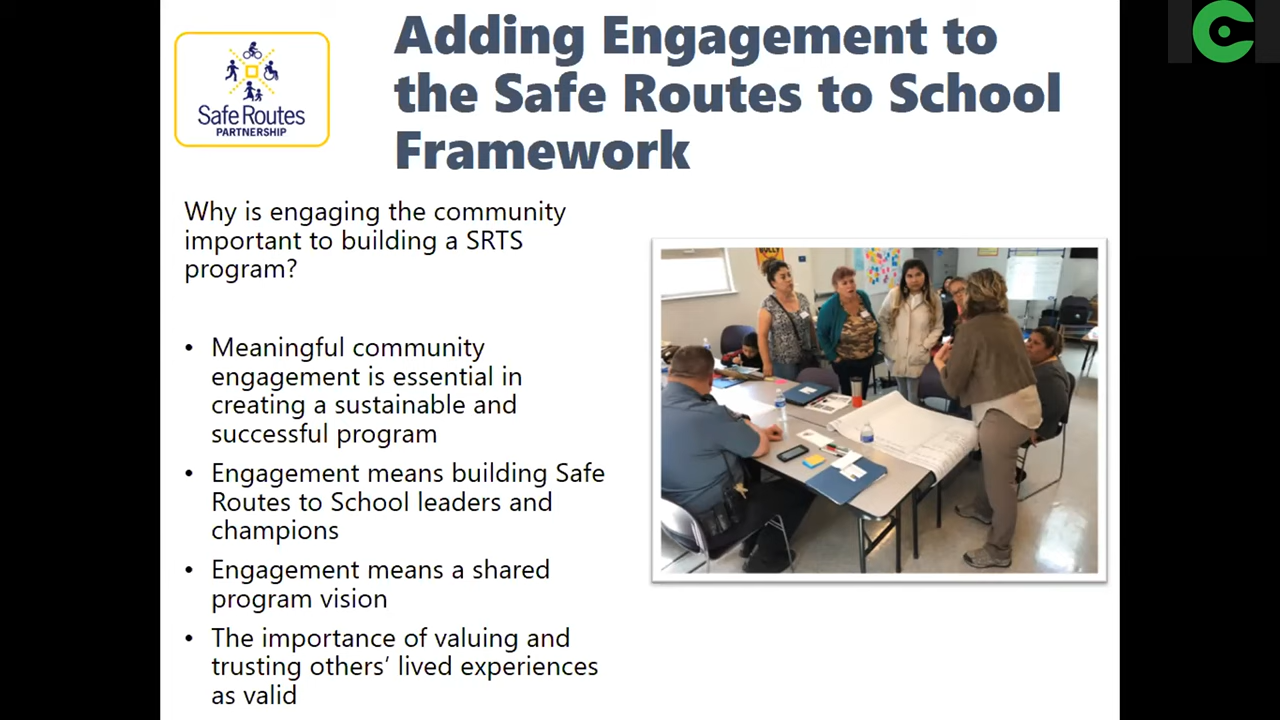 Adding Engagement to
the Safe Routes to School
Framework
Safe Routes
PARTNERSHIP
Why is engaging the community
important to building a SRTS
program?
• Meaningful community
engagement is essential in
creating a sustainable and
successful program
• Engagement means building Safe
Routes to School leaders and
champions
• Engagement means a shared
program vision
• The importance of valuing and
trusting others’ lived experiences
as valid